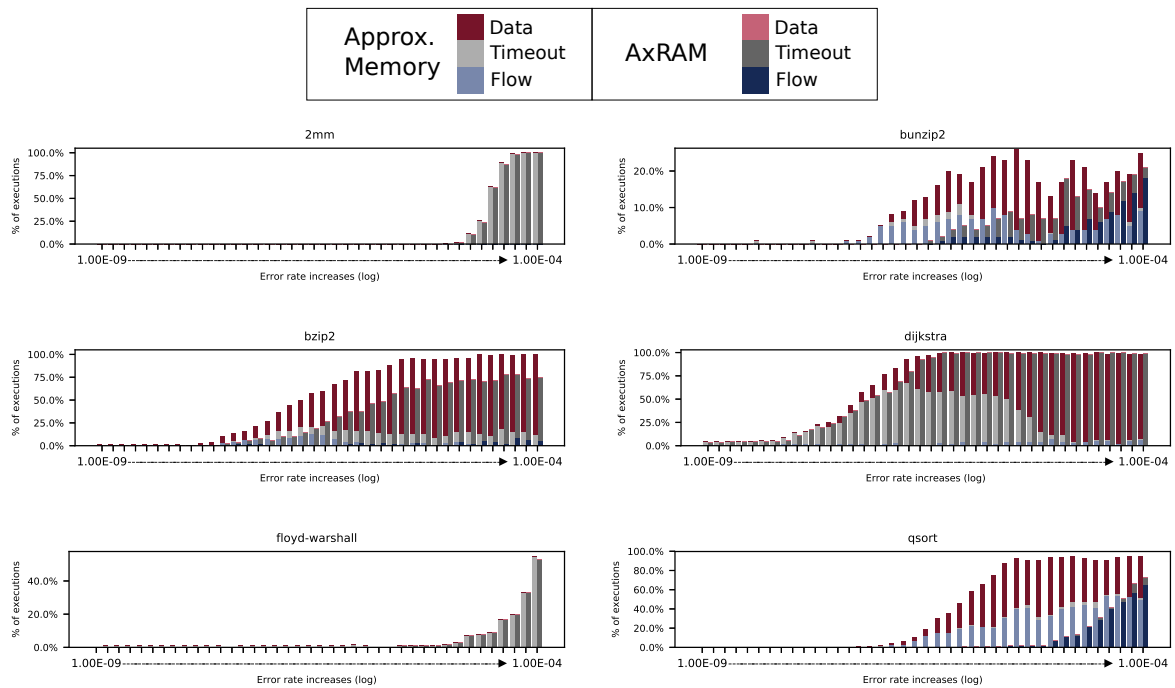 Approx.
Memory
Data
Timeout
Flow
AxRAM
Data
Timeout
Flow
2mm
% of executions
100.0%
75.0%
50.0%
25.0%
0.0%
1.00E-09
1.00E-04
Error rate increases (log)
bunzip2
% of executions
20.0%
10.0%
0.0%
1.00E-09
1.00E-04
Error rate increases (log)
bzip2
% of executions
100.0%
75.0%
50.0%
25.0%
0.0%
1.00E-09
1.00E-04
Error rate increases (log)
dijkstra
% of executions
100.0%
75.0%
50.0%
25.0%
0.0%
1.00E-09
1.00E-04
Error rate increases (log)
floyd-warshall
% of executions
40.0%
20.0%
0.0%
1.00E-09
1.00E-04
Error rate increases (log)
qsort
% of executions
100.0%
80.0%
60.0%
40.0%
20.0%
0.0%
1.00E-09
1.00E-04
Error rate increases (log)